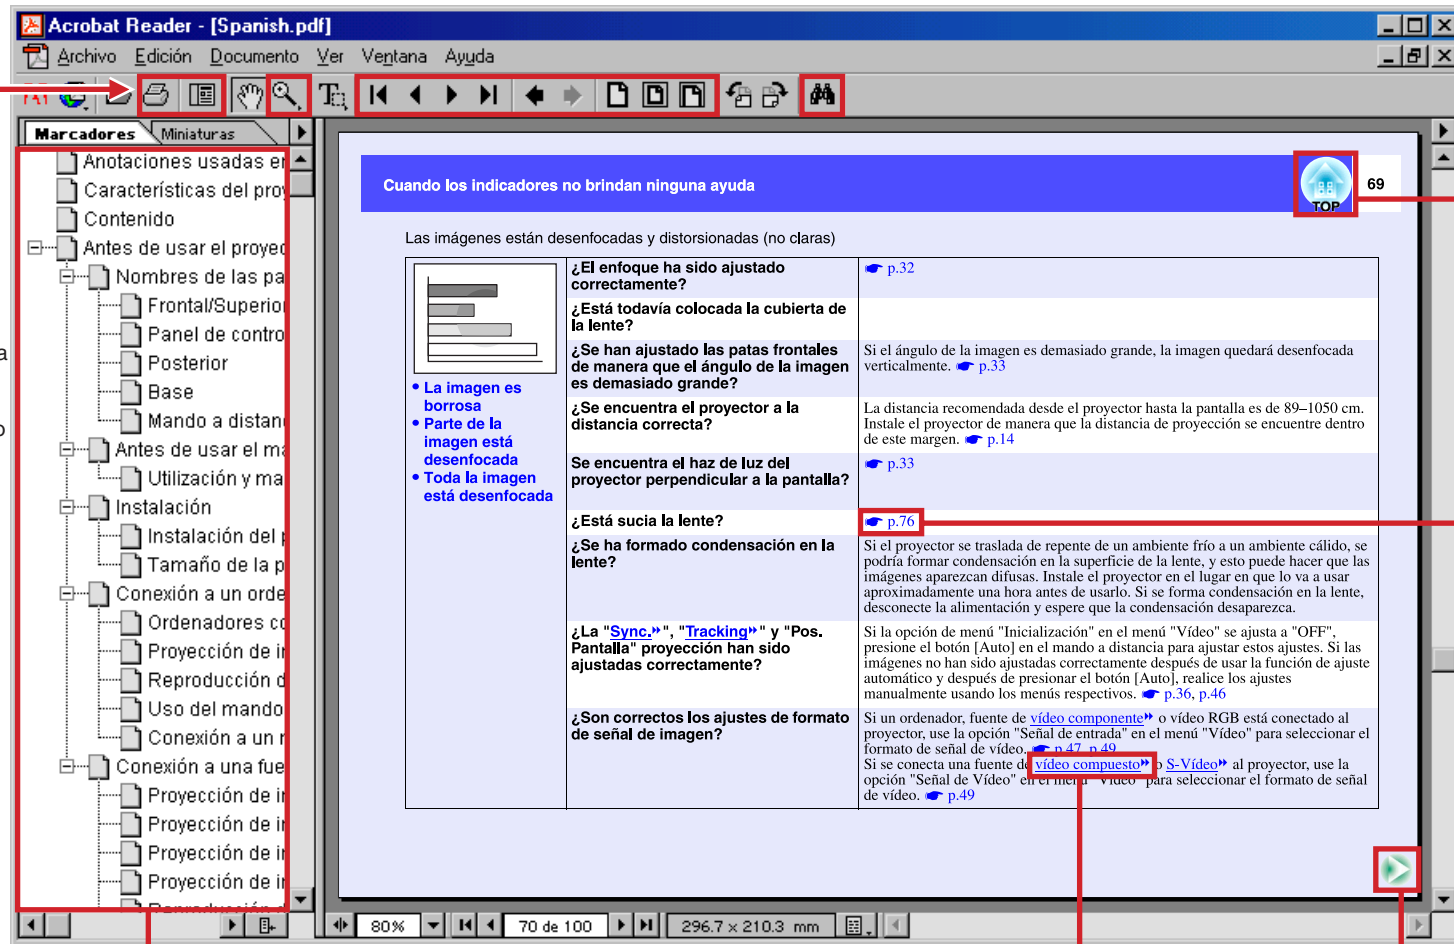 Acrobat Reader - [Spanish.pdf]
Archivo Edición Documento Ver Ventana Ayuda
Marcadores Miniaturas
Anotaciones usadas en
Características del proy
Contenido
Antes de usar el proyec
Nombres de las pa
Frontal/Superior
Panel de contro
Posterior
Base
Mando a distan
Antes de usar el ma
Utilización y ma
Instalación
Instalación del p
Tamaño de la p
Conexión a un orde
Ordenadores co
Proyección de in
Reproducción d
Uso del mando
Conexión a un r
Conexión a una fue
Proyección de in
Proyección de in
Proyección de in
Proyección de in
a
o
Cuando los indicadores no brindan ninguna ayuda
TOP
69
Las imágenes están desenfocadas y distorsionadas (no claras)
• La imagen es
borrosa
• Parte de la
imagen está
desenfocada
• Toda la imagen
está desenfocada
¿El enfoque ha sido ajustado
correctamente?
☛ p.32
¿Está todavía colocada la cubierta de
la lente?
¿Se han ajustado las patas frontales
de manera que el ángulo de la imagen
es demasiado grande?
Si el ángulo de la imagen es demasiado grande, la imagen quedará desenfocada
verticalmente. ☛ p.33
¿Se encuentra el proyector a la
distancia correcta?
La distancia recomendada desde el proyector hasta la pantalla es de 89–1050 cm.
Instale el proyector de manera que la distancia de proyección se encuentre dentro
de este margen. ☛ p.14
Se encuentra el haz de luz del
proyector perpendicular a la pantalla?
☛ p.33
¿Está sucia la lente?
☛ p.76
¿Se ha formado condensación en la
lente?
Si el proyector se traslada de repente de un ambiente frío a un ambiente cálido, se
podría formar condensación en la superficie de la lente, y esto puede hacer que las
imágenes aparezcan difusas. Instale el proyector en el lugar en que lo va a usar
aproximadamente una hora antes de usarlo. Si se forma condensación en la lente,
desconecte la alimentación y espere que la condensación desaparezca.
¿La "Sync.", "Tracking" y "Pos.
Pantalla" proyección han sido
ajustadas correctamente?
Si la opción de menú "Inicialización" en el menú "Vídeo" se ajusta a "OFF",
presione el botón [Auto] en el mando a distancia para ajustar estos ajustes. Si las
imágenes no han sido ajustadas correctamente después de usar la función de ajuste
automático y después de presionar el botón [Auto], realice los ajustes
manualmente usando los menús respectivos. ☛ p.36, p.46
¿Son correctos los ajustes de formato
de señal de imagen?
Si un ordenador, fuente de vídeo componente o vídeo RGB está conectado al
proyector, use la opción "Señal de entrada" en el menú "Vídeo" para seleccionar el
formato de señal de vídeo. ☛ p.47, p.49
Si se conecta una fuente de vídeo compuesto o S-Vídeo al proyector, use la
opción "Señal de Vídeo" en el menú "Vídeo" para seleccionar el formato de señal
de vídeo. ☛ p.49
80% 70 de 100 296.7 x 210.3 mm